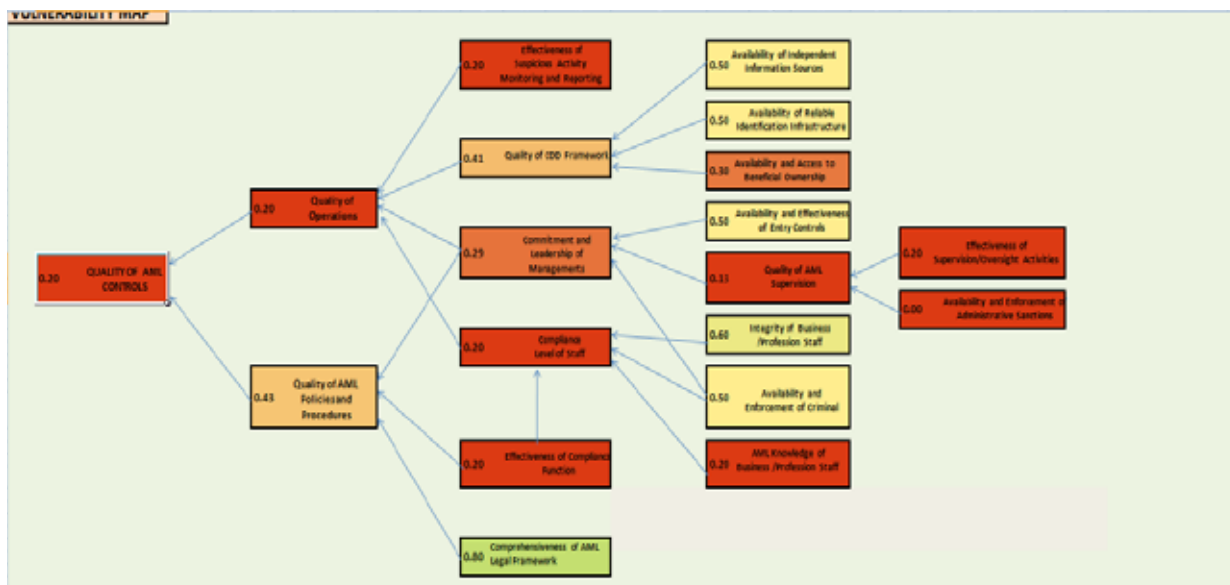 VULNERABILITY MAP
0.20
Effectiveness of
Suspicious Activity
Monitoring and Reporting
0.50
Availability of Independent
Information Sources
0.50
Availability of Reliable
Identification Infrastructure
0.41
Quality of CDD Framework
0.30
Availability and Access to
Beneficial Ownership
0.20
Quality of
Operations
0.50
Availability and Effectiveness
of Entry Controls
0.29
Commitment and
Leadership of
Managements
0.20
Effectiveness of
Supervision/Oversight Activities
0.20
QUALITY OF AML
CONTROLS
Quality of AML
Supervision
0.00
Availability and Enforcement o
Administrative Sanctions
0.60
Integrity of Business
/Profession Staff
0.20
Compliance
Level of Staff
0.43
Quality of AML
Policies and
Procedures
0.50
Availability and
Enforcement of Criminal
0.20
Effectiveness of Compliance
Function
0.20
AML Knowledge of
Business /Profession Staff
0.80
Comprehensiveness of AML
Legal Framework